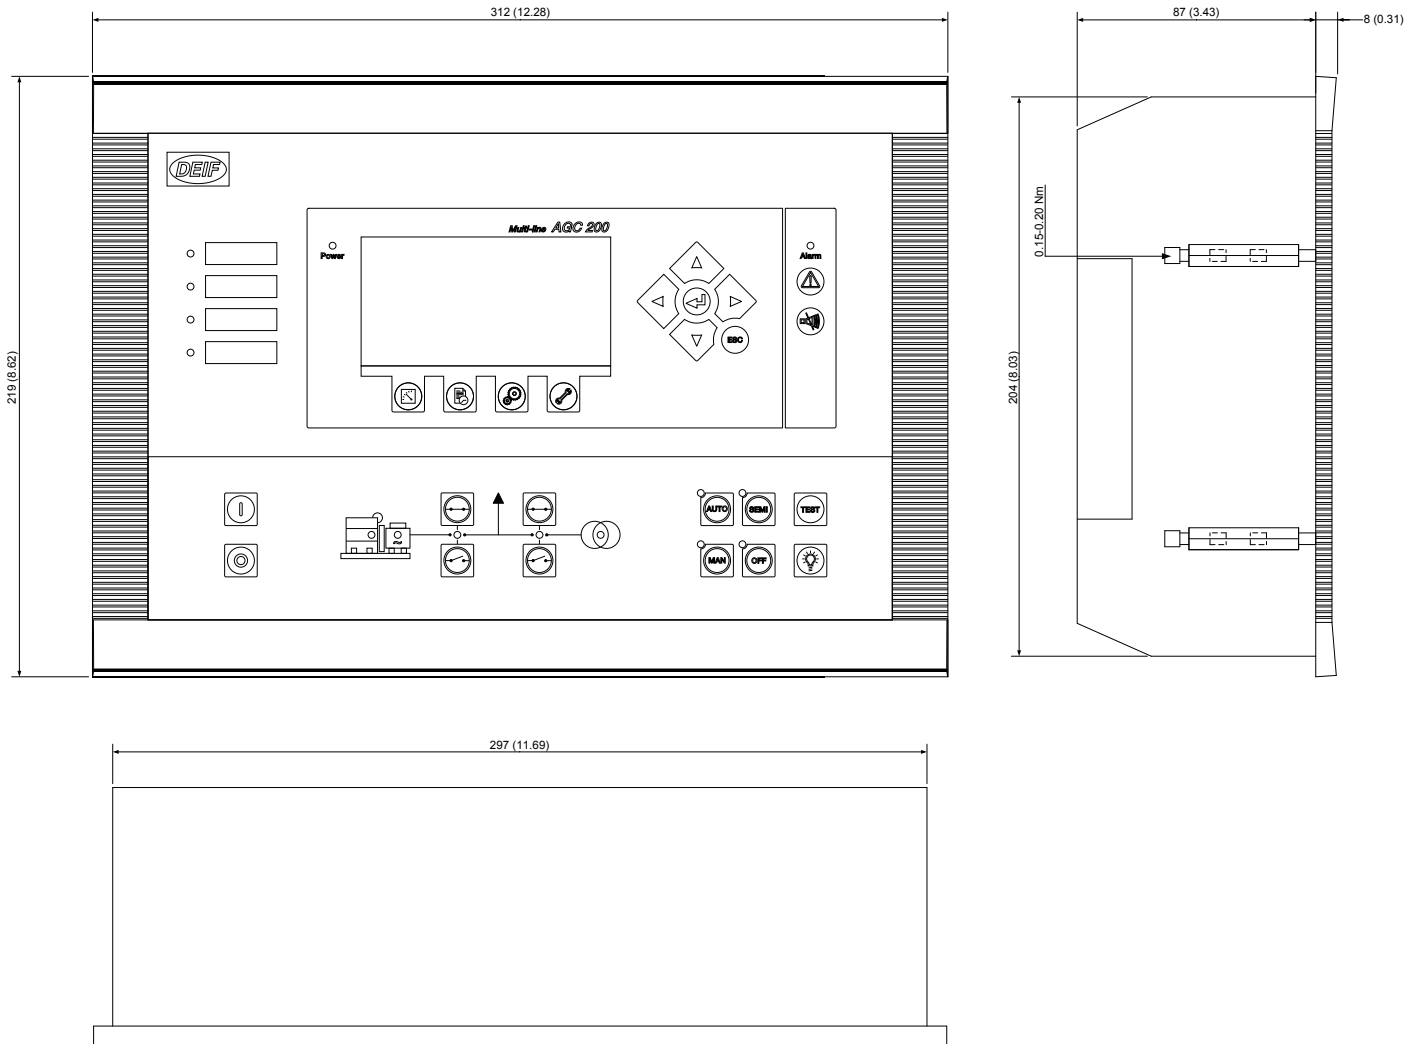 312 (12.28)
87 (3.43)
8 (0.31)
219 (8.62)
DEIF
Multi-line AGC 200
Power
Alarm
ESC
0.15-0.20 Nm
204 (8.03)
AUTO
SEMI
TEST
MAN
OFF
297 (11.69)